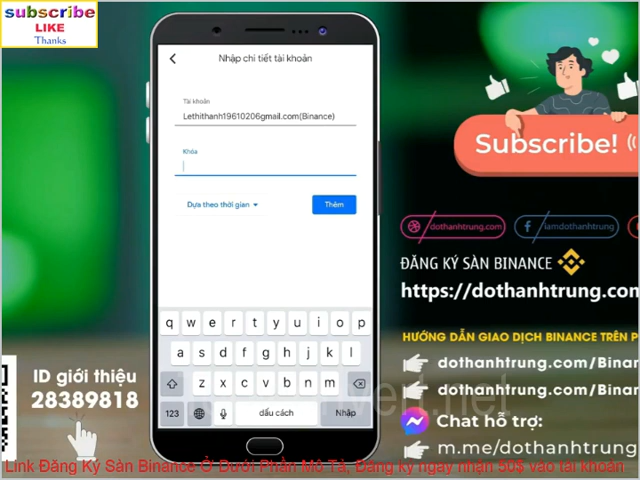 subscribe
LIKE
Thanks
Nhập chi tiết tài khoản
Tài khoản
Lethithanh19610206gmail.com(Binance)
Khóa
Dựa theo thời gian
Thêm
q w e r t y u i o p
a s d f g h j k l
z x c v b n m
123
dấu cách
Nhập
ID giới thiệu
28389818
Subscribe!
dothanhtrung.com
iamdothanhtrung
ĐĂNG KÝ SÀN BINANCE
https://dothanhtrung.com
HƯỚNG DẪN GIAO DỊCH BINANCE TRÊN
dothanhtrung.com/Binan
dothanhtrung.com/Binan
Chat hỗ trợ:
m.me/dothanhtrung
Link Đăng Ký Sàn Binance Ở Dưới Phần Mô Tả, Đăng ký ngay nhận 50$ vào tài khoản